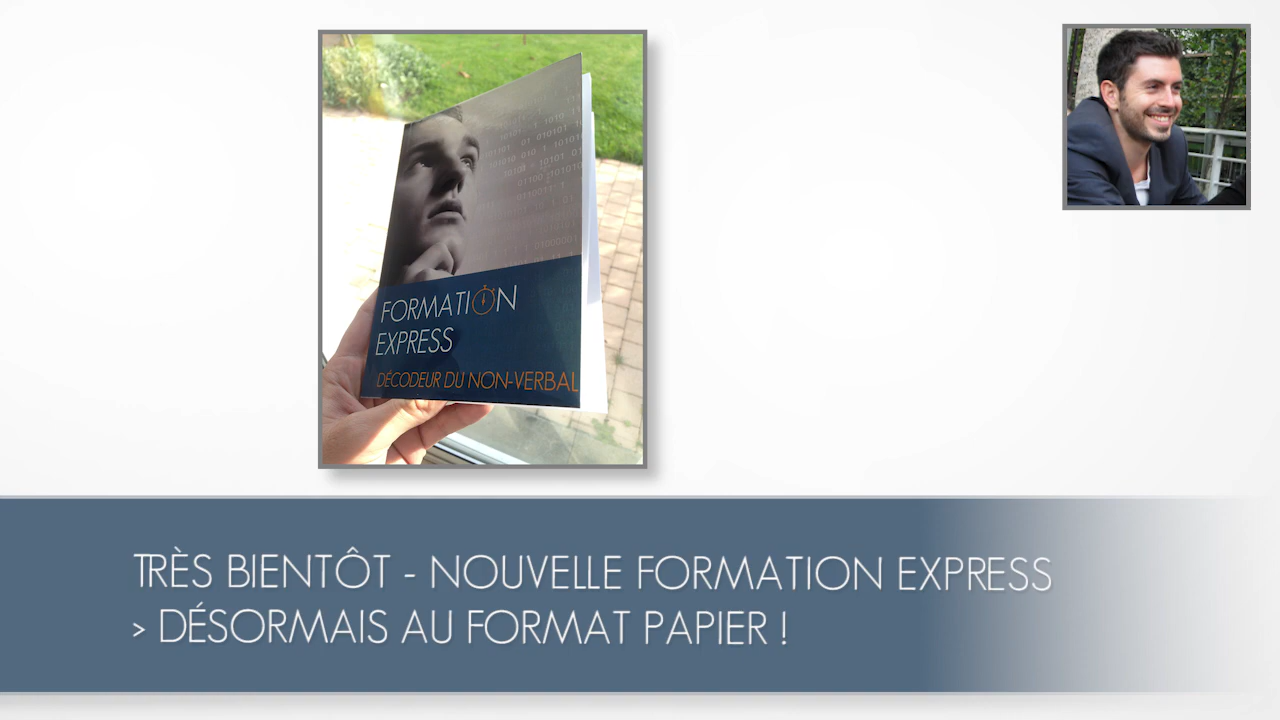 FORMATION
EXPRESS
DÉCODEUR DU NON-VERBAL
TRÈS BIENTÔT - NOUVELLE FORMATION EXPRESS
> DÉSORMAIS AU FORMAT PAPIER !